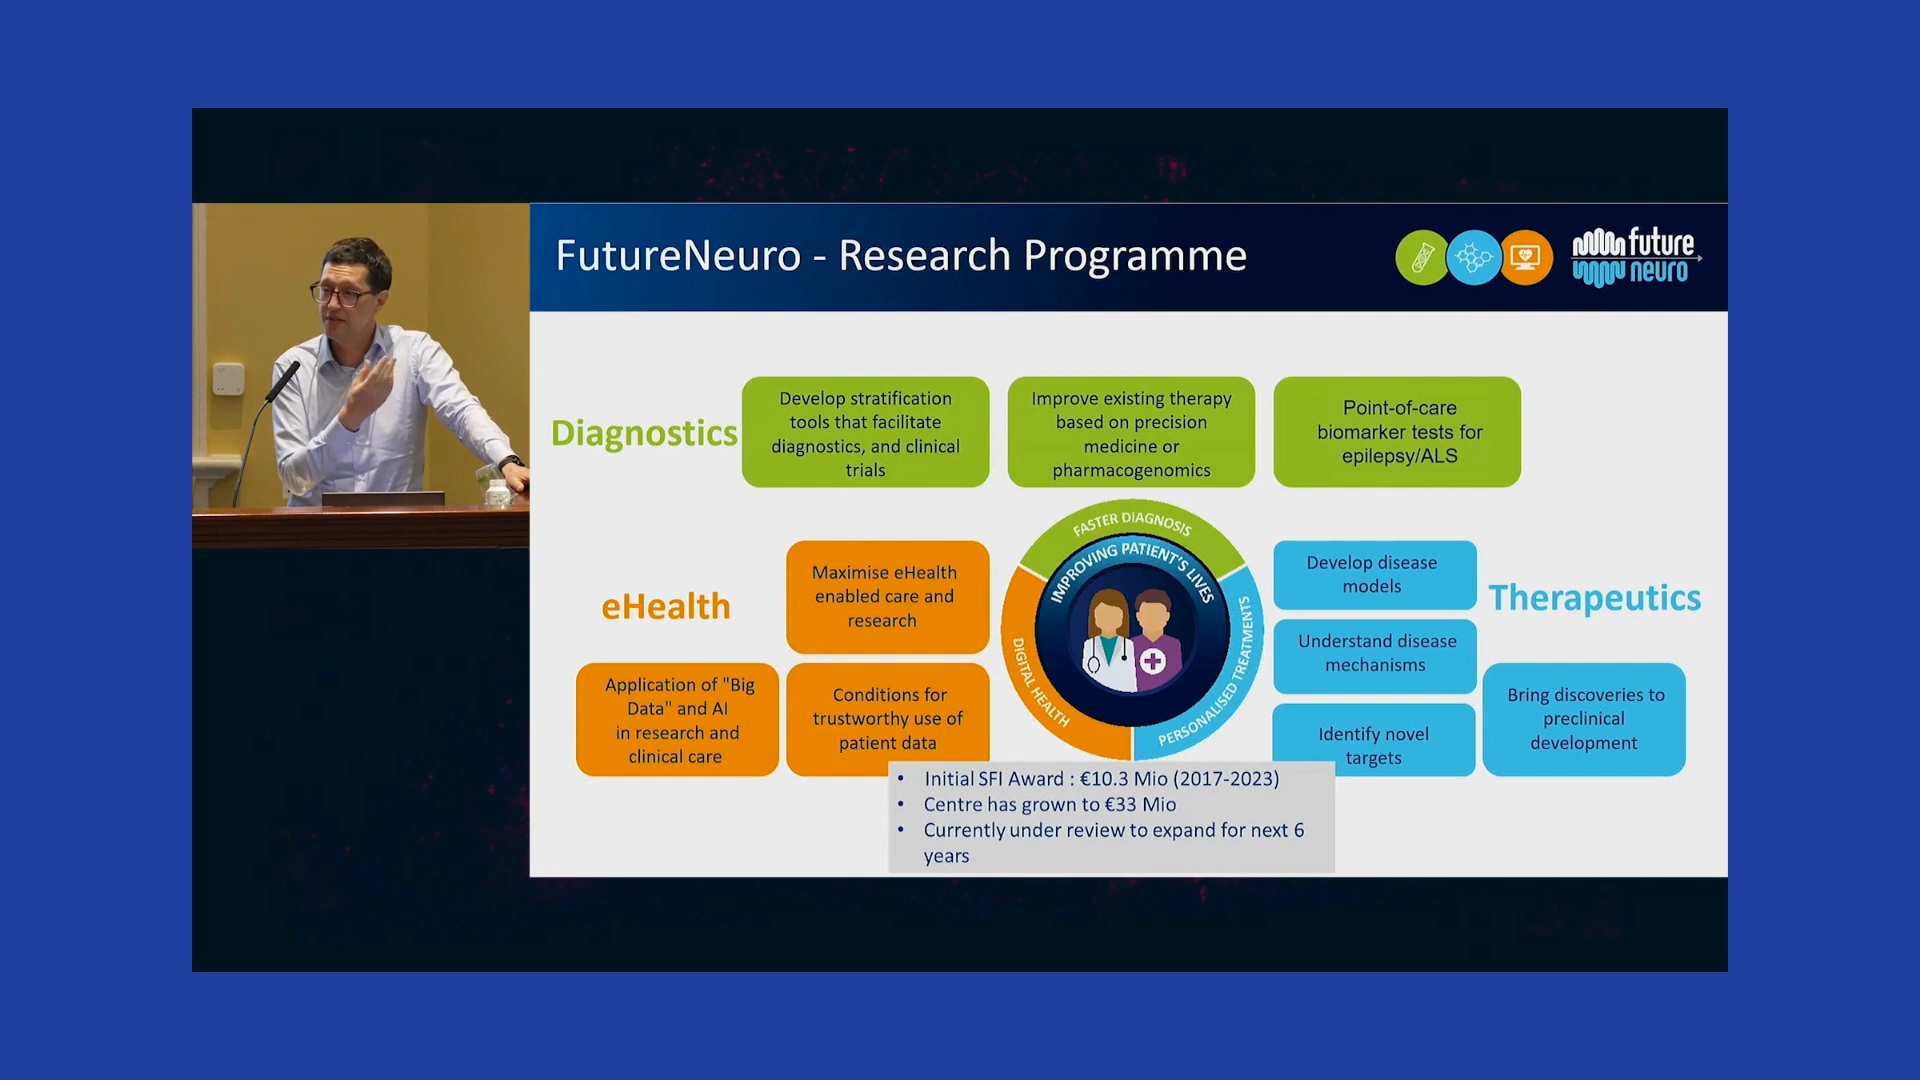 FutureNeuro - Research Programme
future
neuro
Diagnostics
Develop stratification
tools that facilitate
diagnostics, and clinical
trials
Improve existing therapy
based on precision
medicine or
pharmacogenomics
Point-of-care
biomarker tests for
epilepsy/ALS
eHealth
Maximise eHealth
enabled care and
research
Application of "Big
Data" and AI
in research and
clinical care
Conditions for
trustworthy use of
patient data
FASTER DIAGNOSIS
IMPROVING PATIENT'S LIVES
DIGITAL HEALTH
PERSONALISED TREATMENTS
Develop disease
models
Understand disease
mechanisms
Identify novel
targets
Therapeutics
Bring discoveries to
preclinical
development
• Initial SFI Award : €10.3 Mio (2017-2023)
• Centre has grown to €33 Mio
• Currently under review to expand for next 6
years